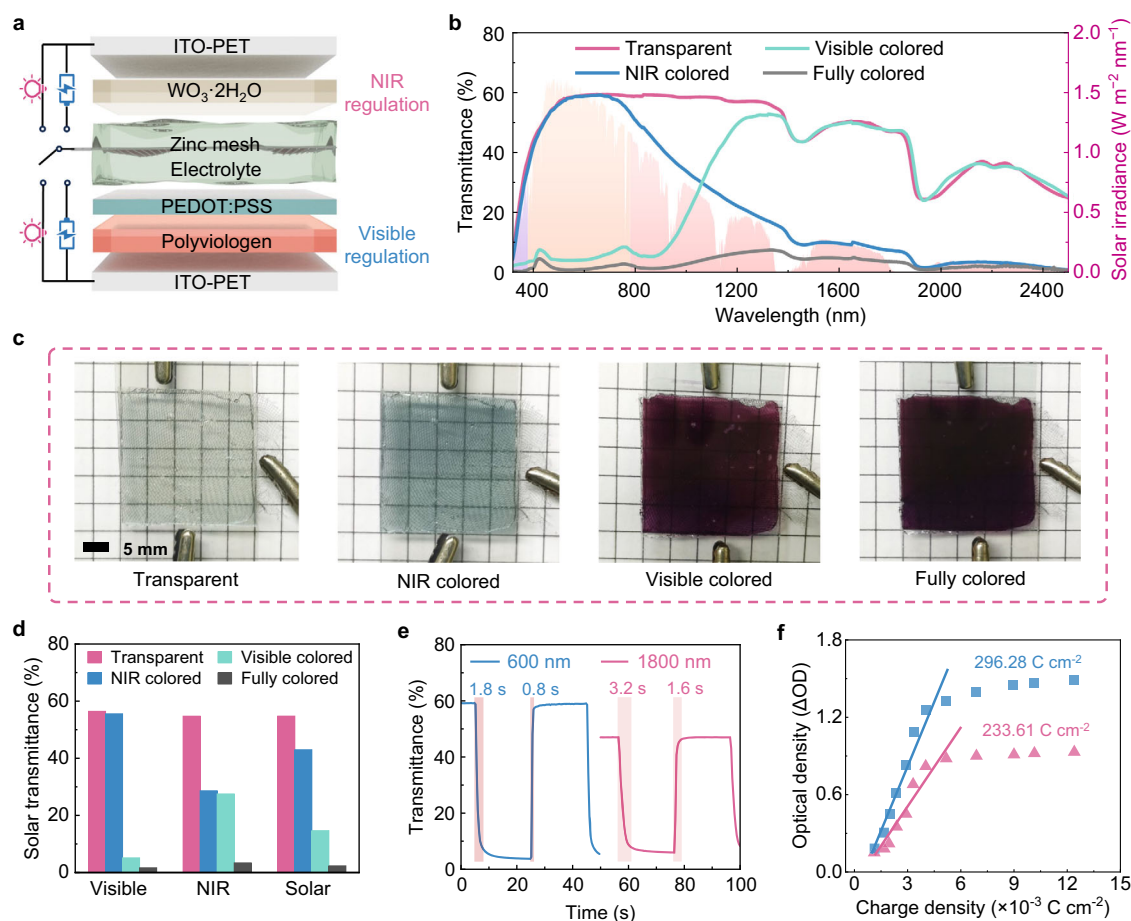 a
ITO-PET
WO₃·2H₂O
NIR
regulation
Zinc mesh
Electrolyte
PEDOT:PSS
Polyviologen
Visible
regulation
ITO-PET
b
80
60
40
20
0
Transmittance (%)
Transparent
Visible colored
NIR colored
Fully colored
2.0
1.5
1.0
0.5
0.0
Solar irradiance (W m⁻² nm⁻¹)
400 800 1200 1600 2000 2400
Wavelength (nm)
c
5 mm
Transparent
NIR colored
Visible colored
Fully colored
d
80
60
40
20
0
Solar transmittance (%)
Transparent
Visible colored
NIR colored
Fully colored
Visible NIR Solar
e
80
60
40
20
0
Transmittance (%)
600 nm
1800 nm
1.8 s
0.8 s
3.2 s
1.6 s
0 20 40 60 80 100
Time (s)
f
1.8
1.2
0.6
0.0
Optical density (ΔOD)
296.28 C cm⁻²
233.61 C cm⁻²
0 3 6 9 12 15
Charge density (×10⁻³ C cm⁻²)